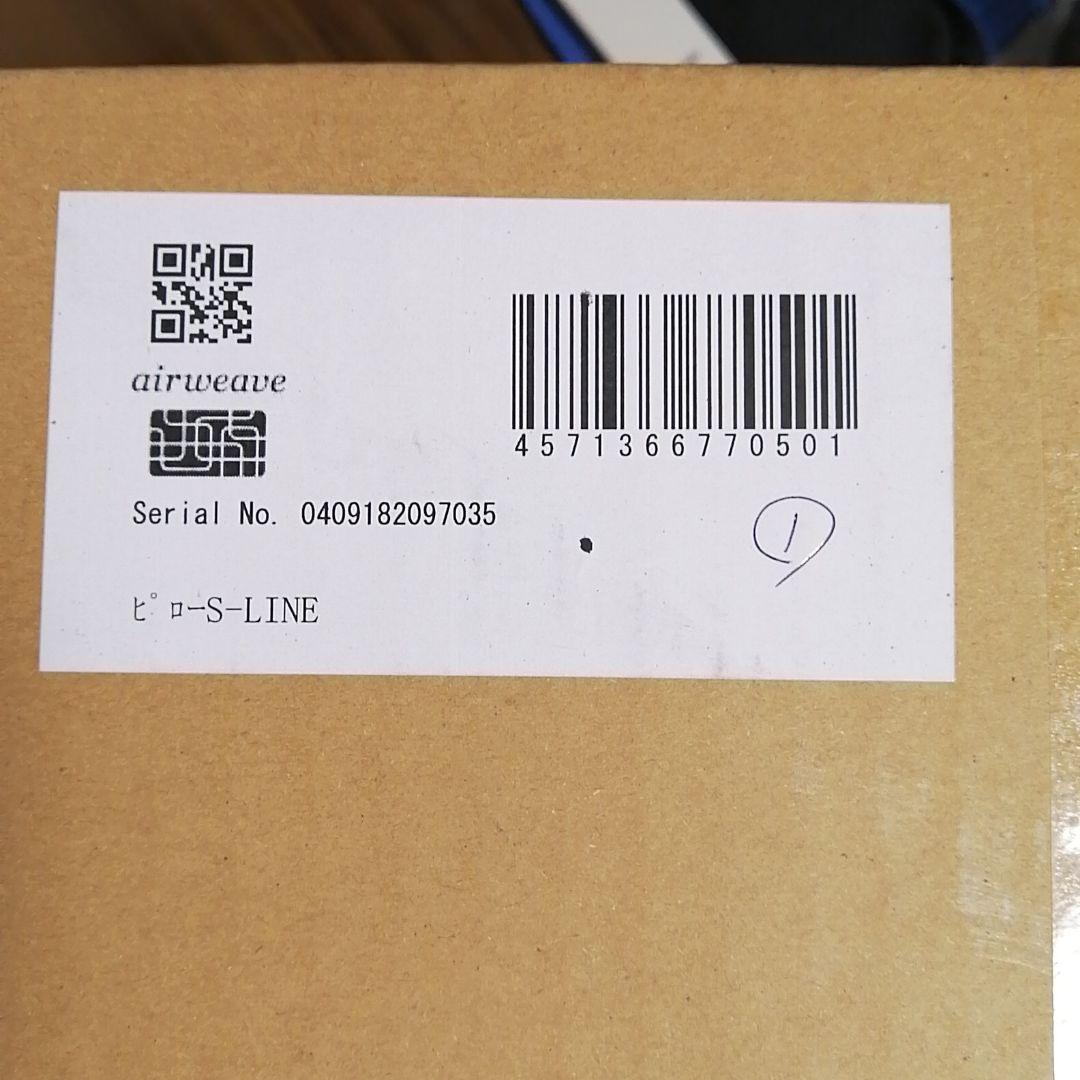 airweave
4571366770501
Serial No. 0409182097035
1
ﾋﾟﾛｰS-LINE